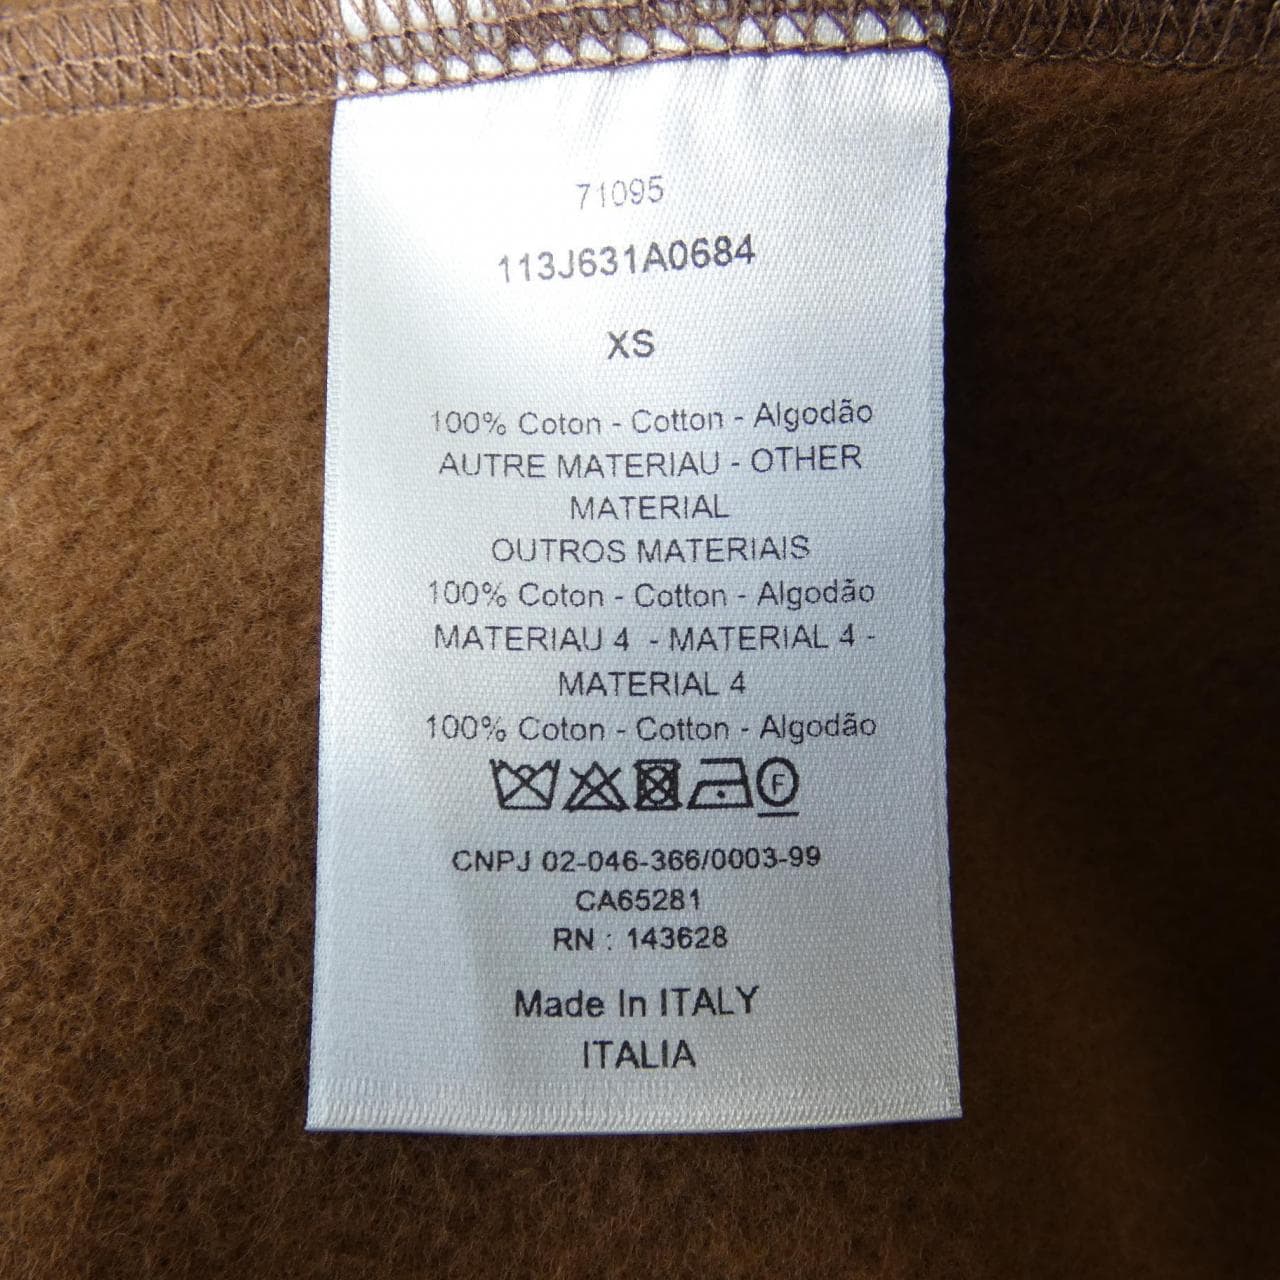 71095
113J631A0684
XS
100% Coton - Cotton - Algodão
AUTRE MATERIAU - OTHER
MATERIAL
OUTROS MATERIAIS
100% Coton - Cotton - Algodão
MATERIAU 4 - MATERIAL 4 -
MATERIAL 4
100% Coton - Cotton - Algodão
F
CNPJ 02-046-366/0003-99
CA65281
RN : 143628
Made In ITALY
ITALIA